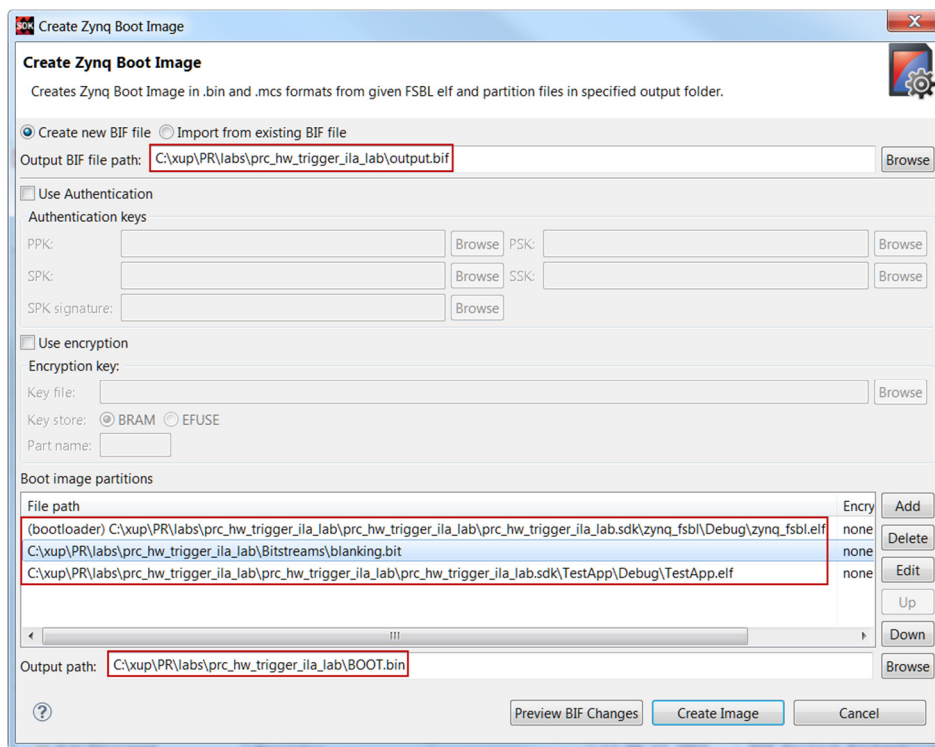 SDK Create Zynq Boot Image
Create Zynq Boot Image
Creates Zynq Boot Image in .bin and .mcs formats from given FSBL elf and partition files in specified output folder.
Create new BIF file Import from existing BIF file
Output BIF file path: C:\xup\PR\labs\prc_hw_trigger_ila_lab\output.bif Browse
Use Authentication
Authentication keys
PPK: Browse PSK: Browse
SPK: Browse SSK: Browse
SPK signature: Browse
Use encryption
Encryption key:
Key file: Browse
Key store: BRAM EFUSE
Part name:
Boot image partitions
File path Encry Add
(bootloader) C:\xup\PR\labs\prc_hw_trigger_ila_lab\prc_hw_trigger_ila_lab\prc_hw_trigger_ila_lab.sdk\zynq_fsbl\Debug\zynq_fsbl.elf none
Delete
C:\xup\PR\labs\prc_hw_trigger_ila_lab\Bitstreams\blanking.bit none
C:\xup\PR\labs\prc_hw_trigger_ila_lab\prc_hw_trigger_ila_lab\prc_hw_trigger_ila_lab.sdk\TestApp\Debug\TestApp.elf none Edit
Up
Down
Output path: C:\xup\PR\labs\prc_hw_trigger_ila_lab\BOOT.bin Browse
? Preview BIF Changes Create Image Cancel